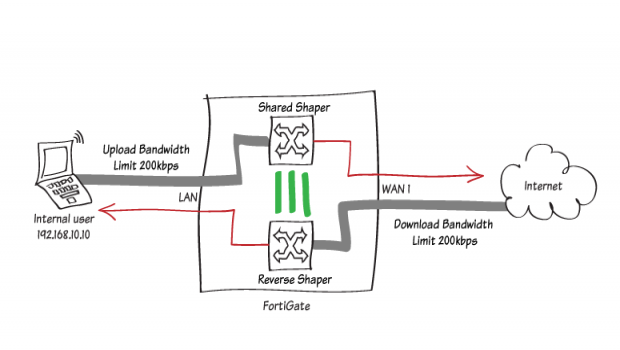 Shared Shaper
Upload Bandwidth
Limit 200kbps
LAN
WAN 1
Internet
Internal user
192.168.10.10
Download Bandwidth
Limit 200kbps
Reverse Shaper
FortiGate